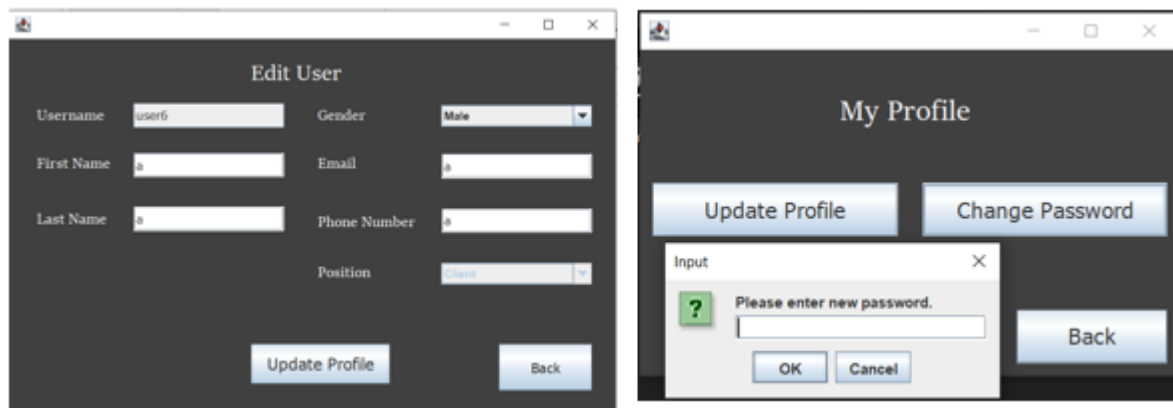 Edit User
Username user6 Gender Male
First Name a Email a
Last Name a Phone Number a
Position Client
Update Profile Back
My Profile
Update Profile Change Password
Input
? Please enter new password.
OK Cancel
Back